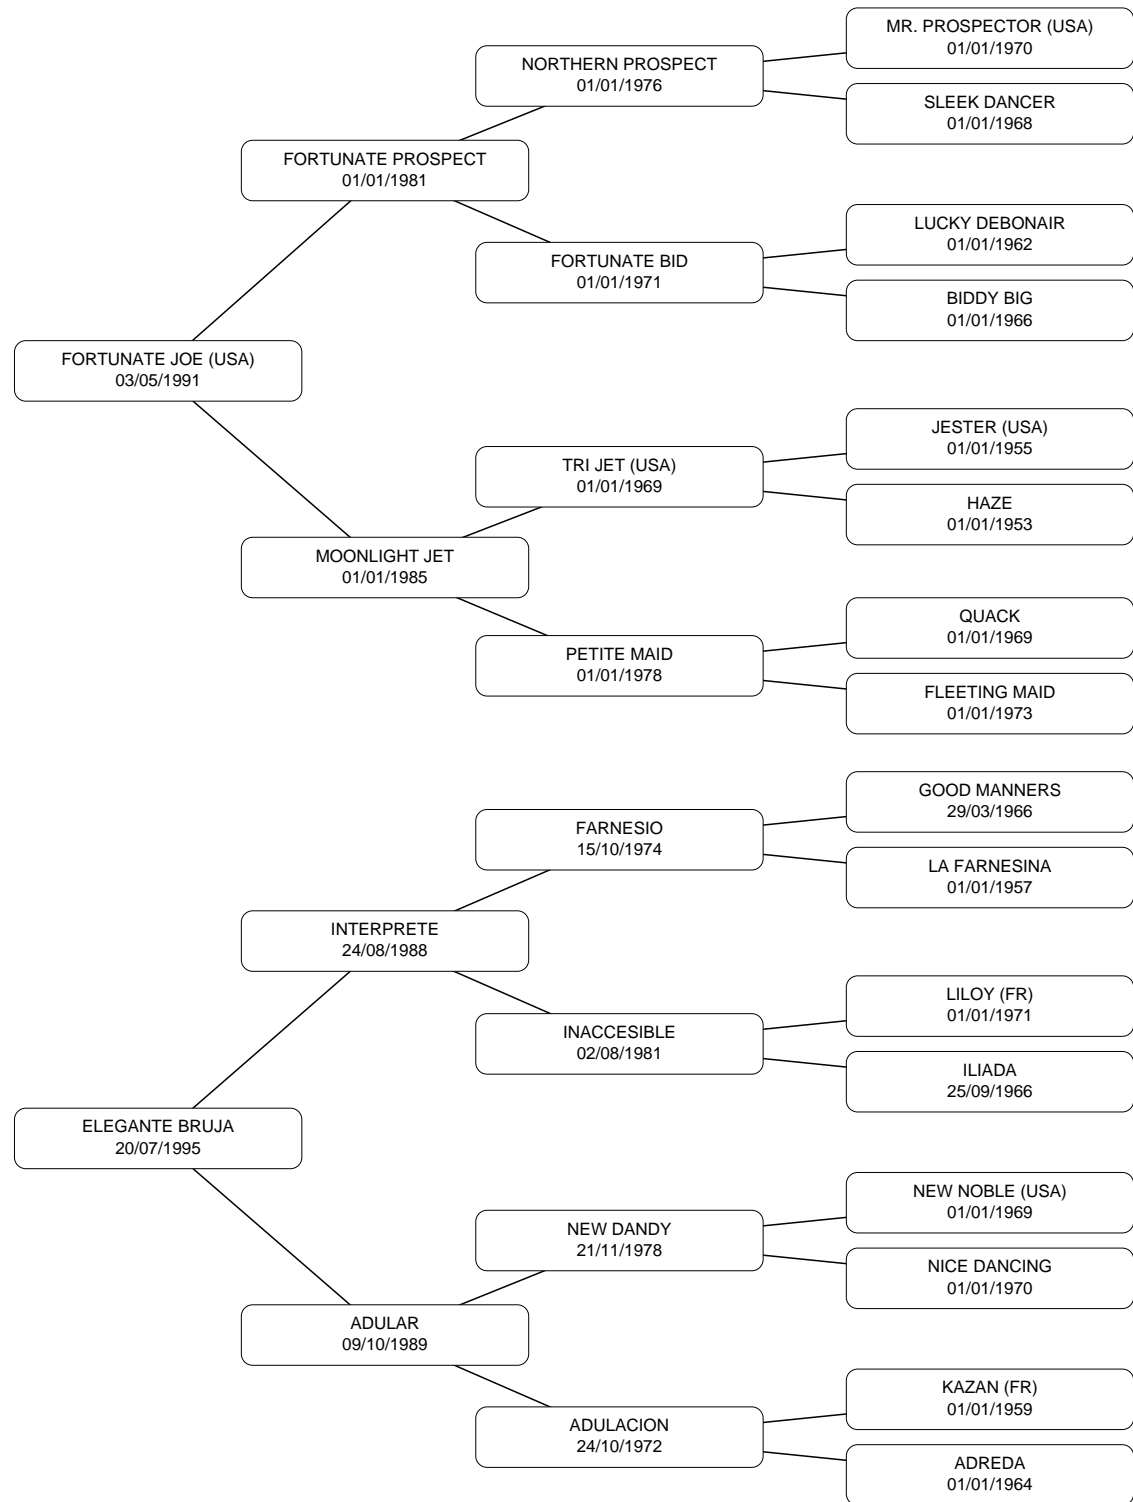 MR. PROSPECTOR (USA)
01/01/1970
NORTHERN PROSPECT
01/01/1976
SLEEK DANCER
01/01/1968
FORTUNATE PROSPECT
01/01/1981
LUCKY DEBONAIR
01/01/1962
FORTUNATE BID
01/01/1971
BIDDY BIG
01/01/1966
FORTUNATE JOE (USA)
03/05/1991
JESTER (USA)
01/01/1955
TRI JET (USA)
01/01/1969
HAZE
01/01/1953
MOONLIGHT JET
01/01/1985
QUACK
01/01/1969
PETITE MAID
01/01/1978
FLEETING MAID
01/01/1973
GOOD MANNERS
29/03/1966
FARNESIO
15/10/1974
LA FARNESINA
01/01/1957
INTERPRETE
24/08/1988
LILOY (FR)
01/01/1971
INACCESIBLE
02/08/1981
ILIADA
25/09/1966
ELEGANTE BRUJA
20/07/1995
NEW NOBLE (USA)
01/01/1969
NEW DANDY
21/11/1978
NICE DANCING
01/01/1970
ADULAR
09/10/1989
KAZAN (FR)
01/01/1959
ADULACION
24/10/1972
ADREDA
01/01/1964